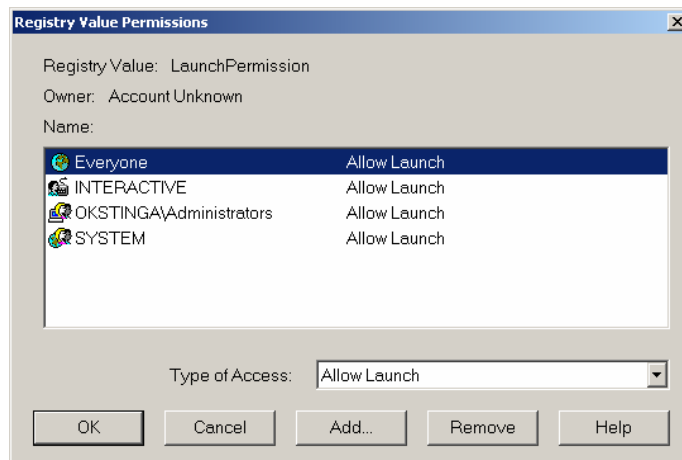 Registry Value Permissions
Registry Value: LaunchPermission
Owner: Account Unknown
Name:
Everyone Allow Launch
INTERACTIVE Allow Launch
OKSTINGA\Administrators Allow Launch
SYSTEM Allow Launch
Type of Access: Allow Launch
OK Cancel Add... Remove Help